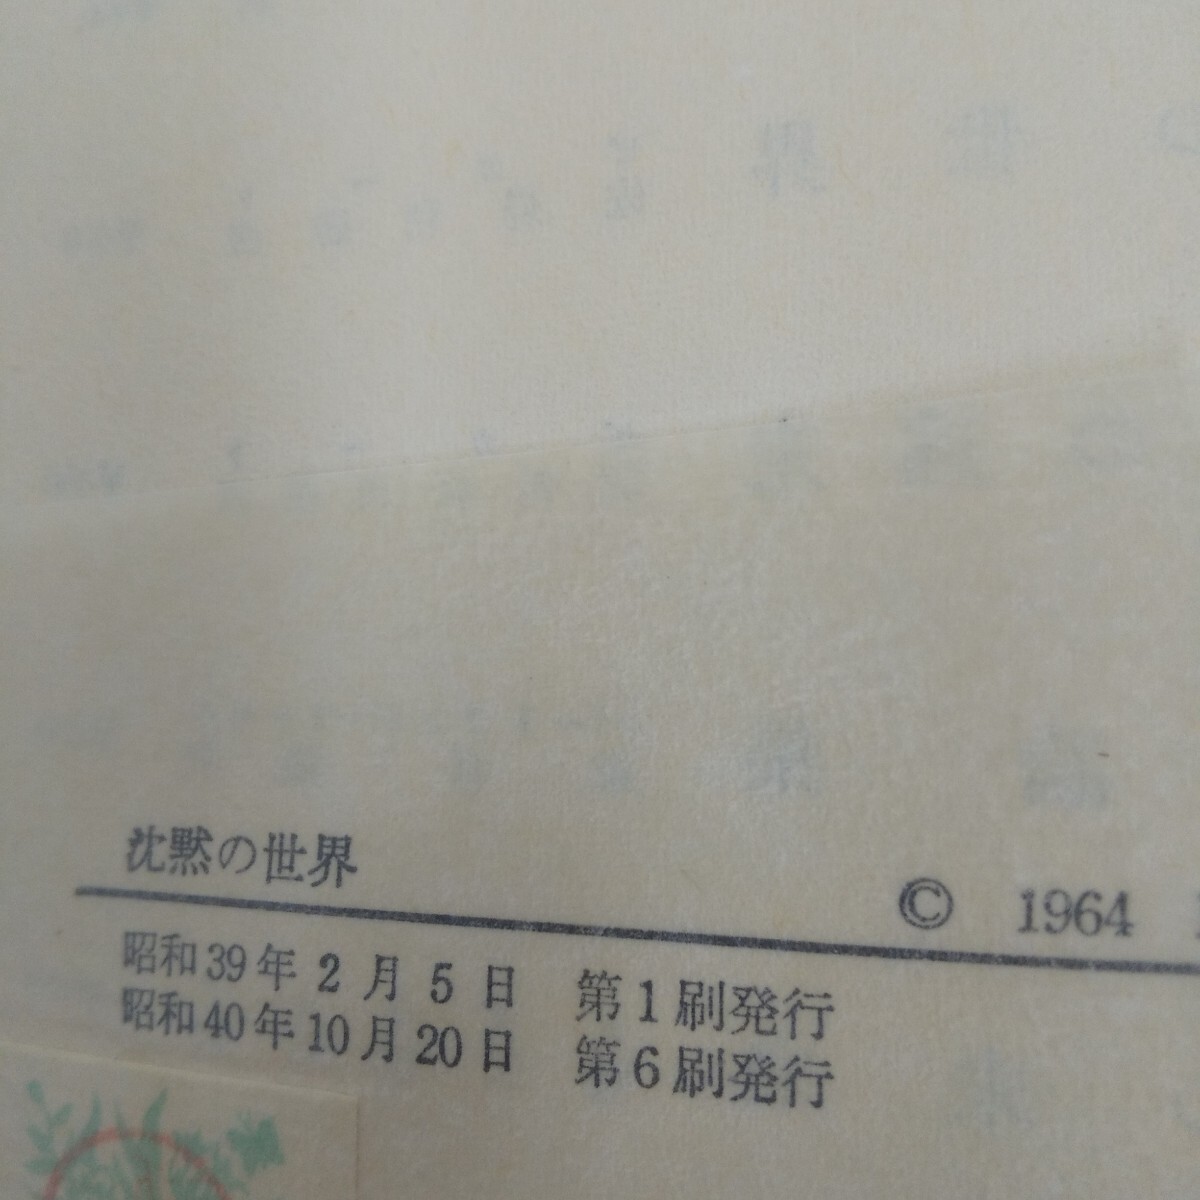 沈黙の世界
© 1964
昭和39年2月5日 第1刷発行
昭和40年10月20日 第6刷発行